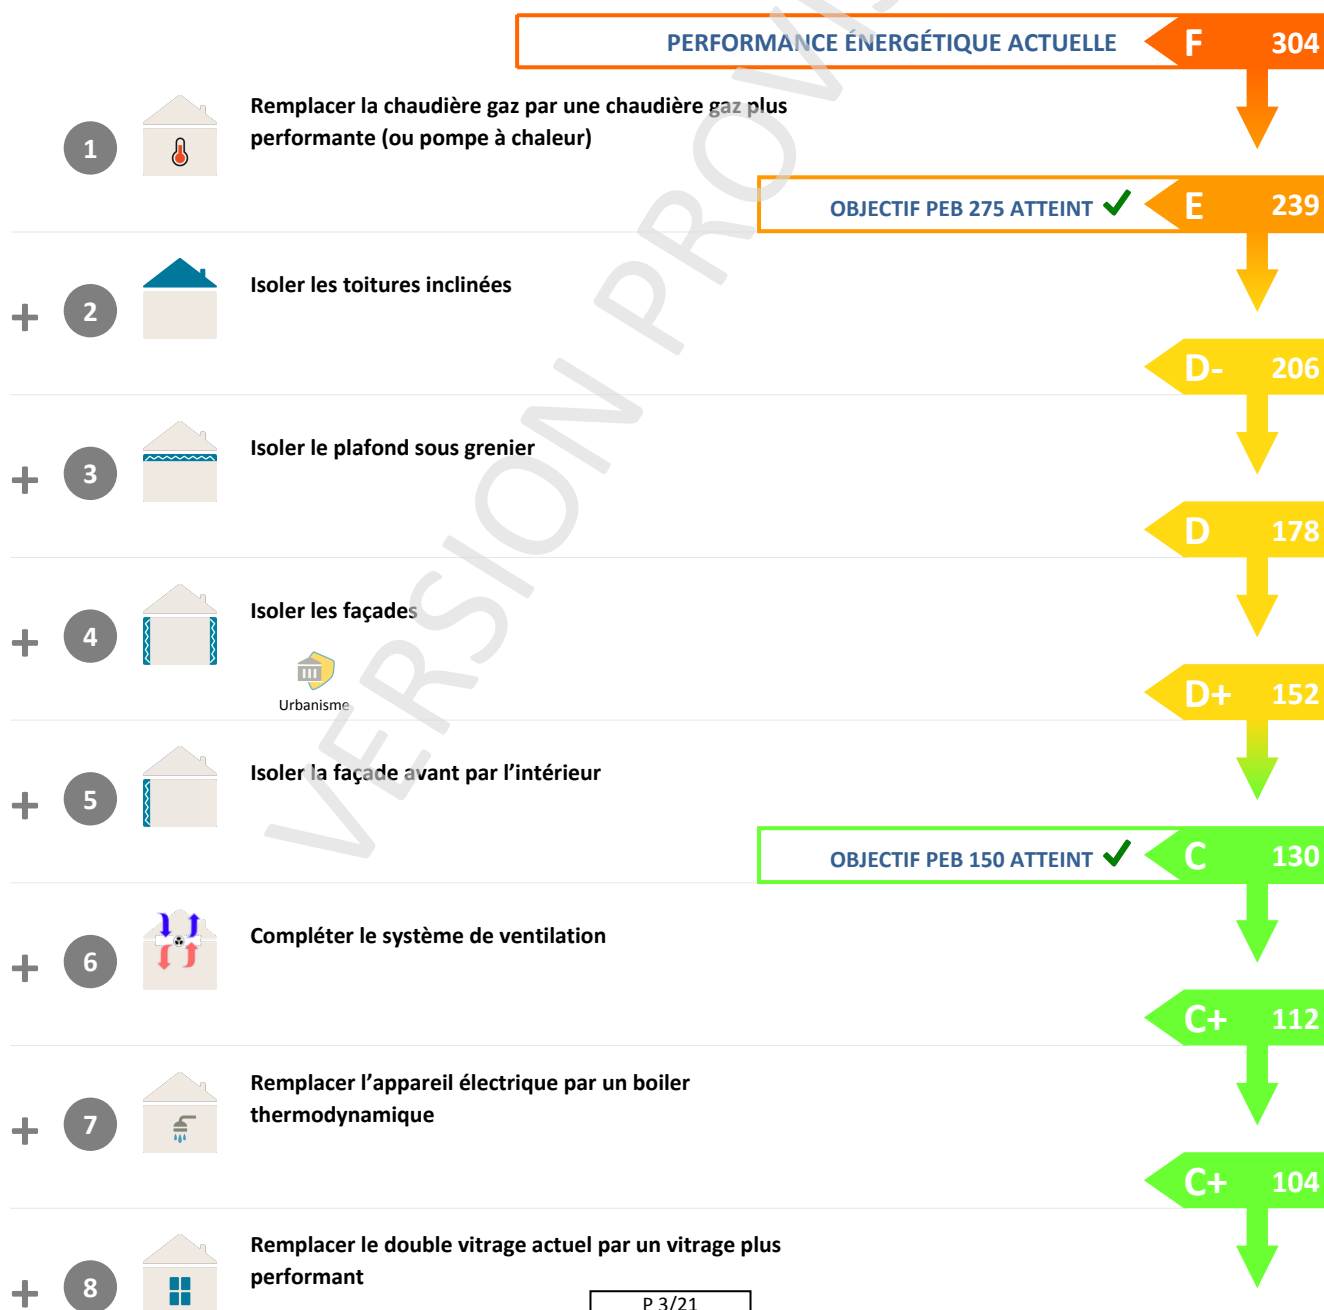 PERFORMANCE ÉNERGÉTIQUE ACTUELLE F 304
1 Remplacer la chaudière gaz par une chaudière gaz plus
performante (ou pompe à chaleur)
OBJECTIF PEB 275 ATTEINT E 239
+ 2 Isoler les toitures inclinées
D- 206
+ 3 Isoler le plafond sous grenier
D 178
+ 4 Isoler les façades
Urbanisme
D+ 152
+ 5 Isoler la façade avant par l'intérieur
OBJECTIF PEB 150 ATTEINT C 130
+ 6 Compléter le système de ventilation
C+ 112
+ 7 Remplacer l'appareil électrique par un boiler
thermodynamique
C+ 104
+ 8 Remplacer le double vitrage actuel par un vitrage plus
performant
P 3/21
VERSION PROVIS